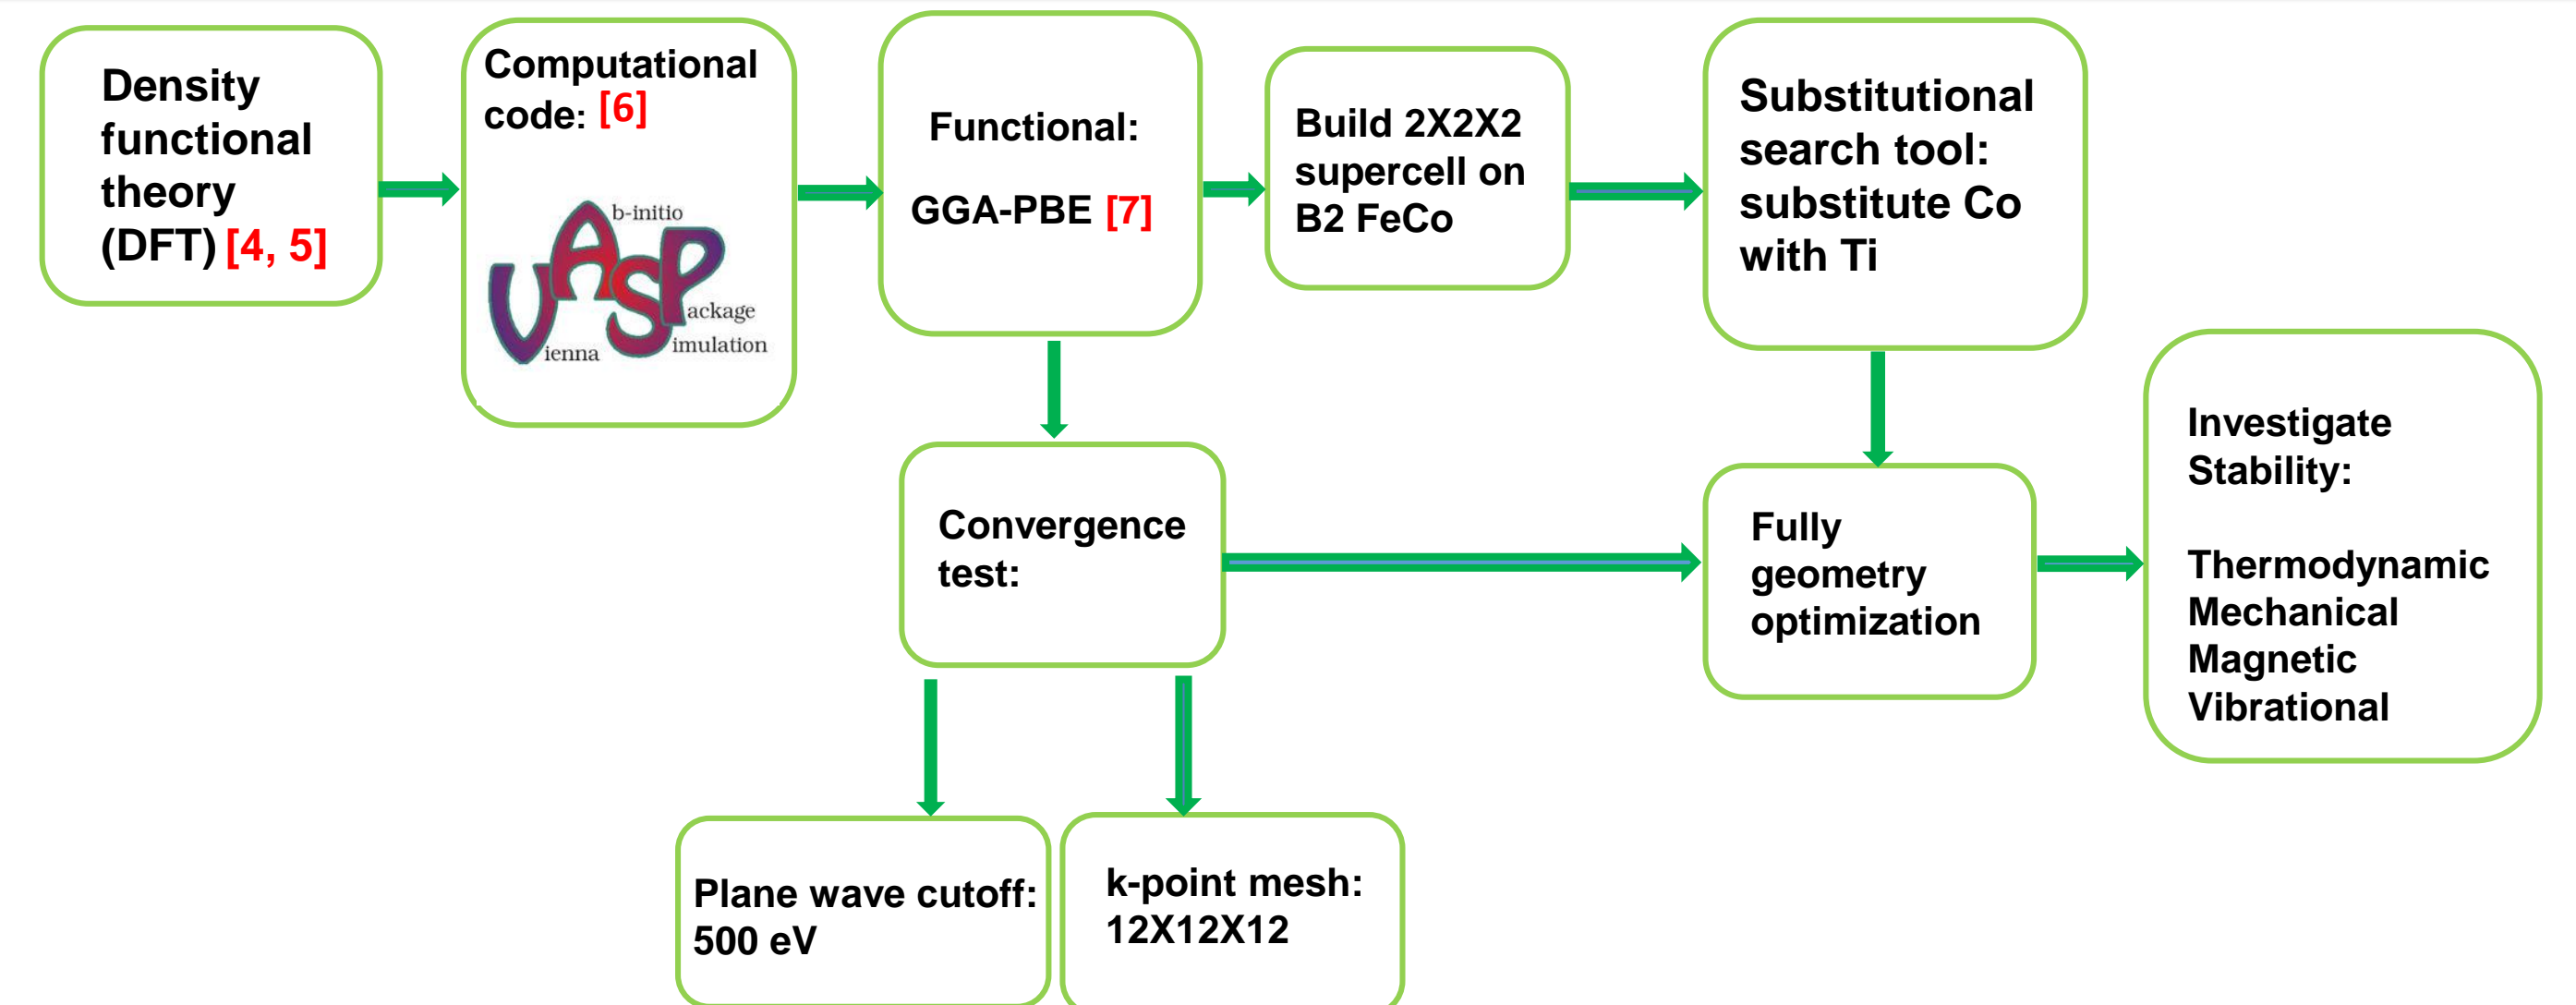 Density
functional
theory
(DFT) [4, 5]
Computational
code: [6]
VASP
b-initio
ackage
imulation
ienna
Functional:
GGA-PBE [7]
Build 2X2X2
supercell on
B2 FeCo
Substitutional
search tool:
substitute Co
with Ti
Convergence
test:
Fully
geometry
optimization
Investigate
Stability:
Thermodynamic
Mechanical
Magnetic
Vibrational
Plane wave cutoff:
500 eV
k-point mesh:
12X12X12